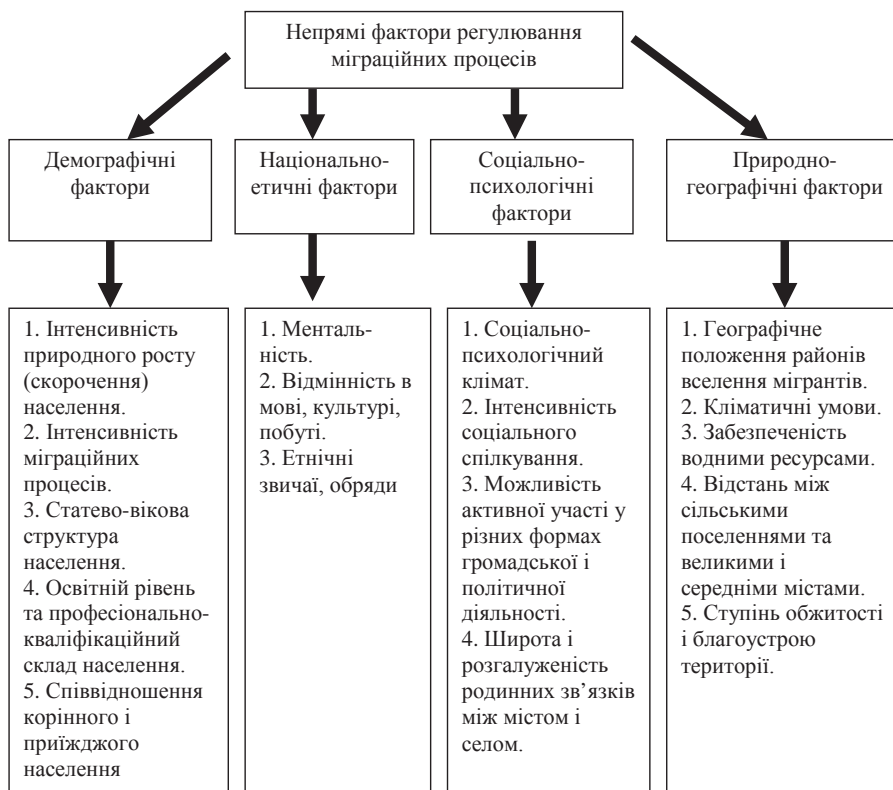 Непрямі фактори регулювання
міграційних процесів
Демографічні
фактори
Національно-
етичні фактори
Соціально-
психологічні
фактори
Природно-
географічні фактори
1. Інтенсивність
природного росту
(скорочення)
населення.
2. Інтенсивність
міграційних
процесів.
3. Статево-вікова
структура
населення.
4. Освітній рівень
та професіонально-
кваліфікаційний
склад населення.
5. Співвідношення
корінного і
приїжджого
населення
1. Менталь-
ність.
2. Відмінність в
мові, культурі,
побуті.
3. Етнічні
звичаї, обряди
1. Соціально-
психологічний
клімат.
2. Інтенсивність
соціального
спілкування.
3. Можливість
активної участі у
різних формах
громадської і
політичної
діяльності.
4. Широта і
розгалуженість
родинних зв’язків
між містом і
селом.
1. Географічне
положення районів
вселення мігрантів.
2. Кліматичні умови.
3. Забезпеченість
водними ресурсами.
4. Відстань між
сільськими
поселеннями та
великими і
середніми містами.
5. Ступінь обжитості
і благоустрою
території.